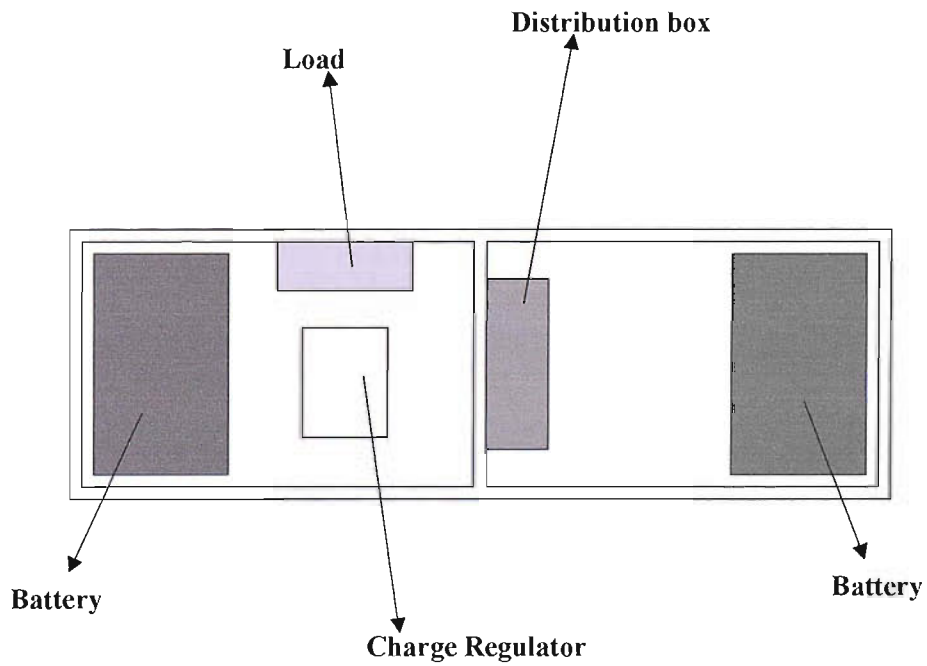 Distribution box
Load
Battery
Battery
Charge Regulator